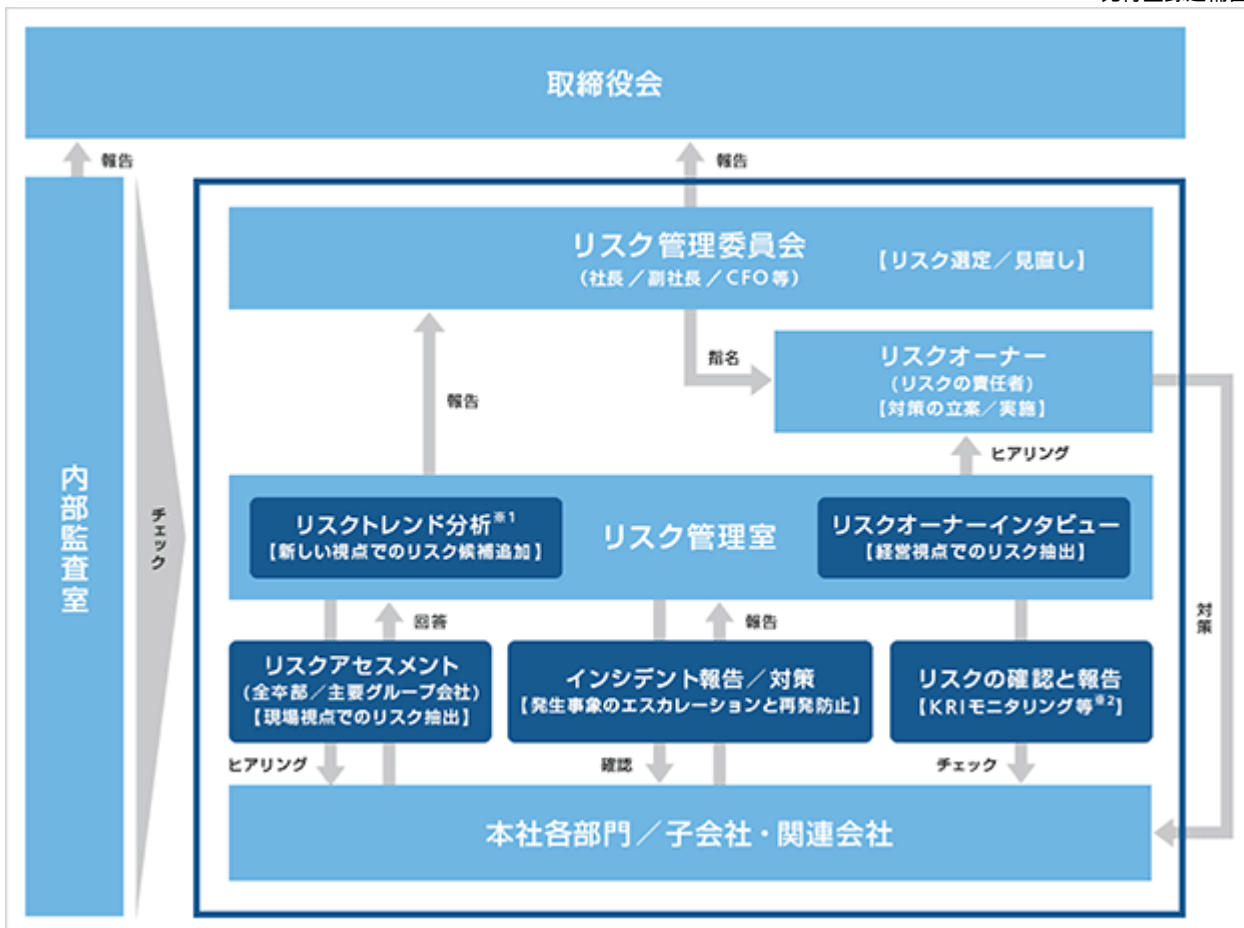 取締役会
報告
報告
内部監査室
チェック
リスク管理委員会
(社長／副社長／CFO等)
【リスク選定／見直し】
指名
リスクオーナー
(リスクの責任者)
【対策の立案／実施】
報告
ヒアリング
リスクトレンド分析※1
【新しい視点でのリスク候補追加】
リスク管理室
リスクオーナーインタビュー
【経営視点でのリスク抽出】
回答
報告
対策
リスクアセスメント
(全卒部／主要グループ会社)
【現場視点でのリスク抽出】
インシデント報告／対策
【発生事象のエスカレーションと再発防止】
リスクの確認と報告
【KRIモニタリング等※2】
ヒアリング
確認
チェック
本社各部門／子会社・関連会社